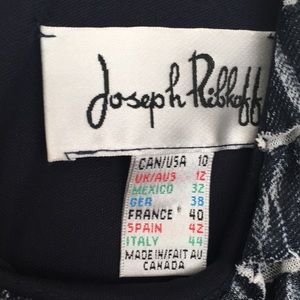 Joseph Ribkoff
CAN/USA 10
UK/AUS 12
MEXICO 32
GER 38
FRANCE 40
SPAIN 42
ITALY 44
MADE IN/FAIT AU
CANADA